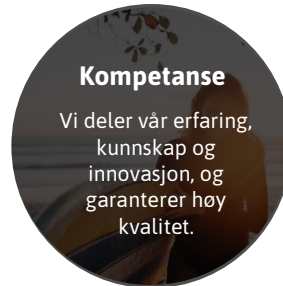 Kompetanse
Vi deler vår erfaring,
kunnskap og
innovasjon, og
garanterer høy
kvalitet.